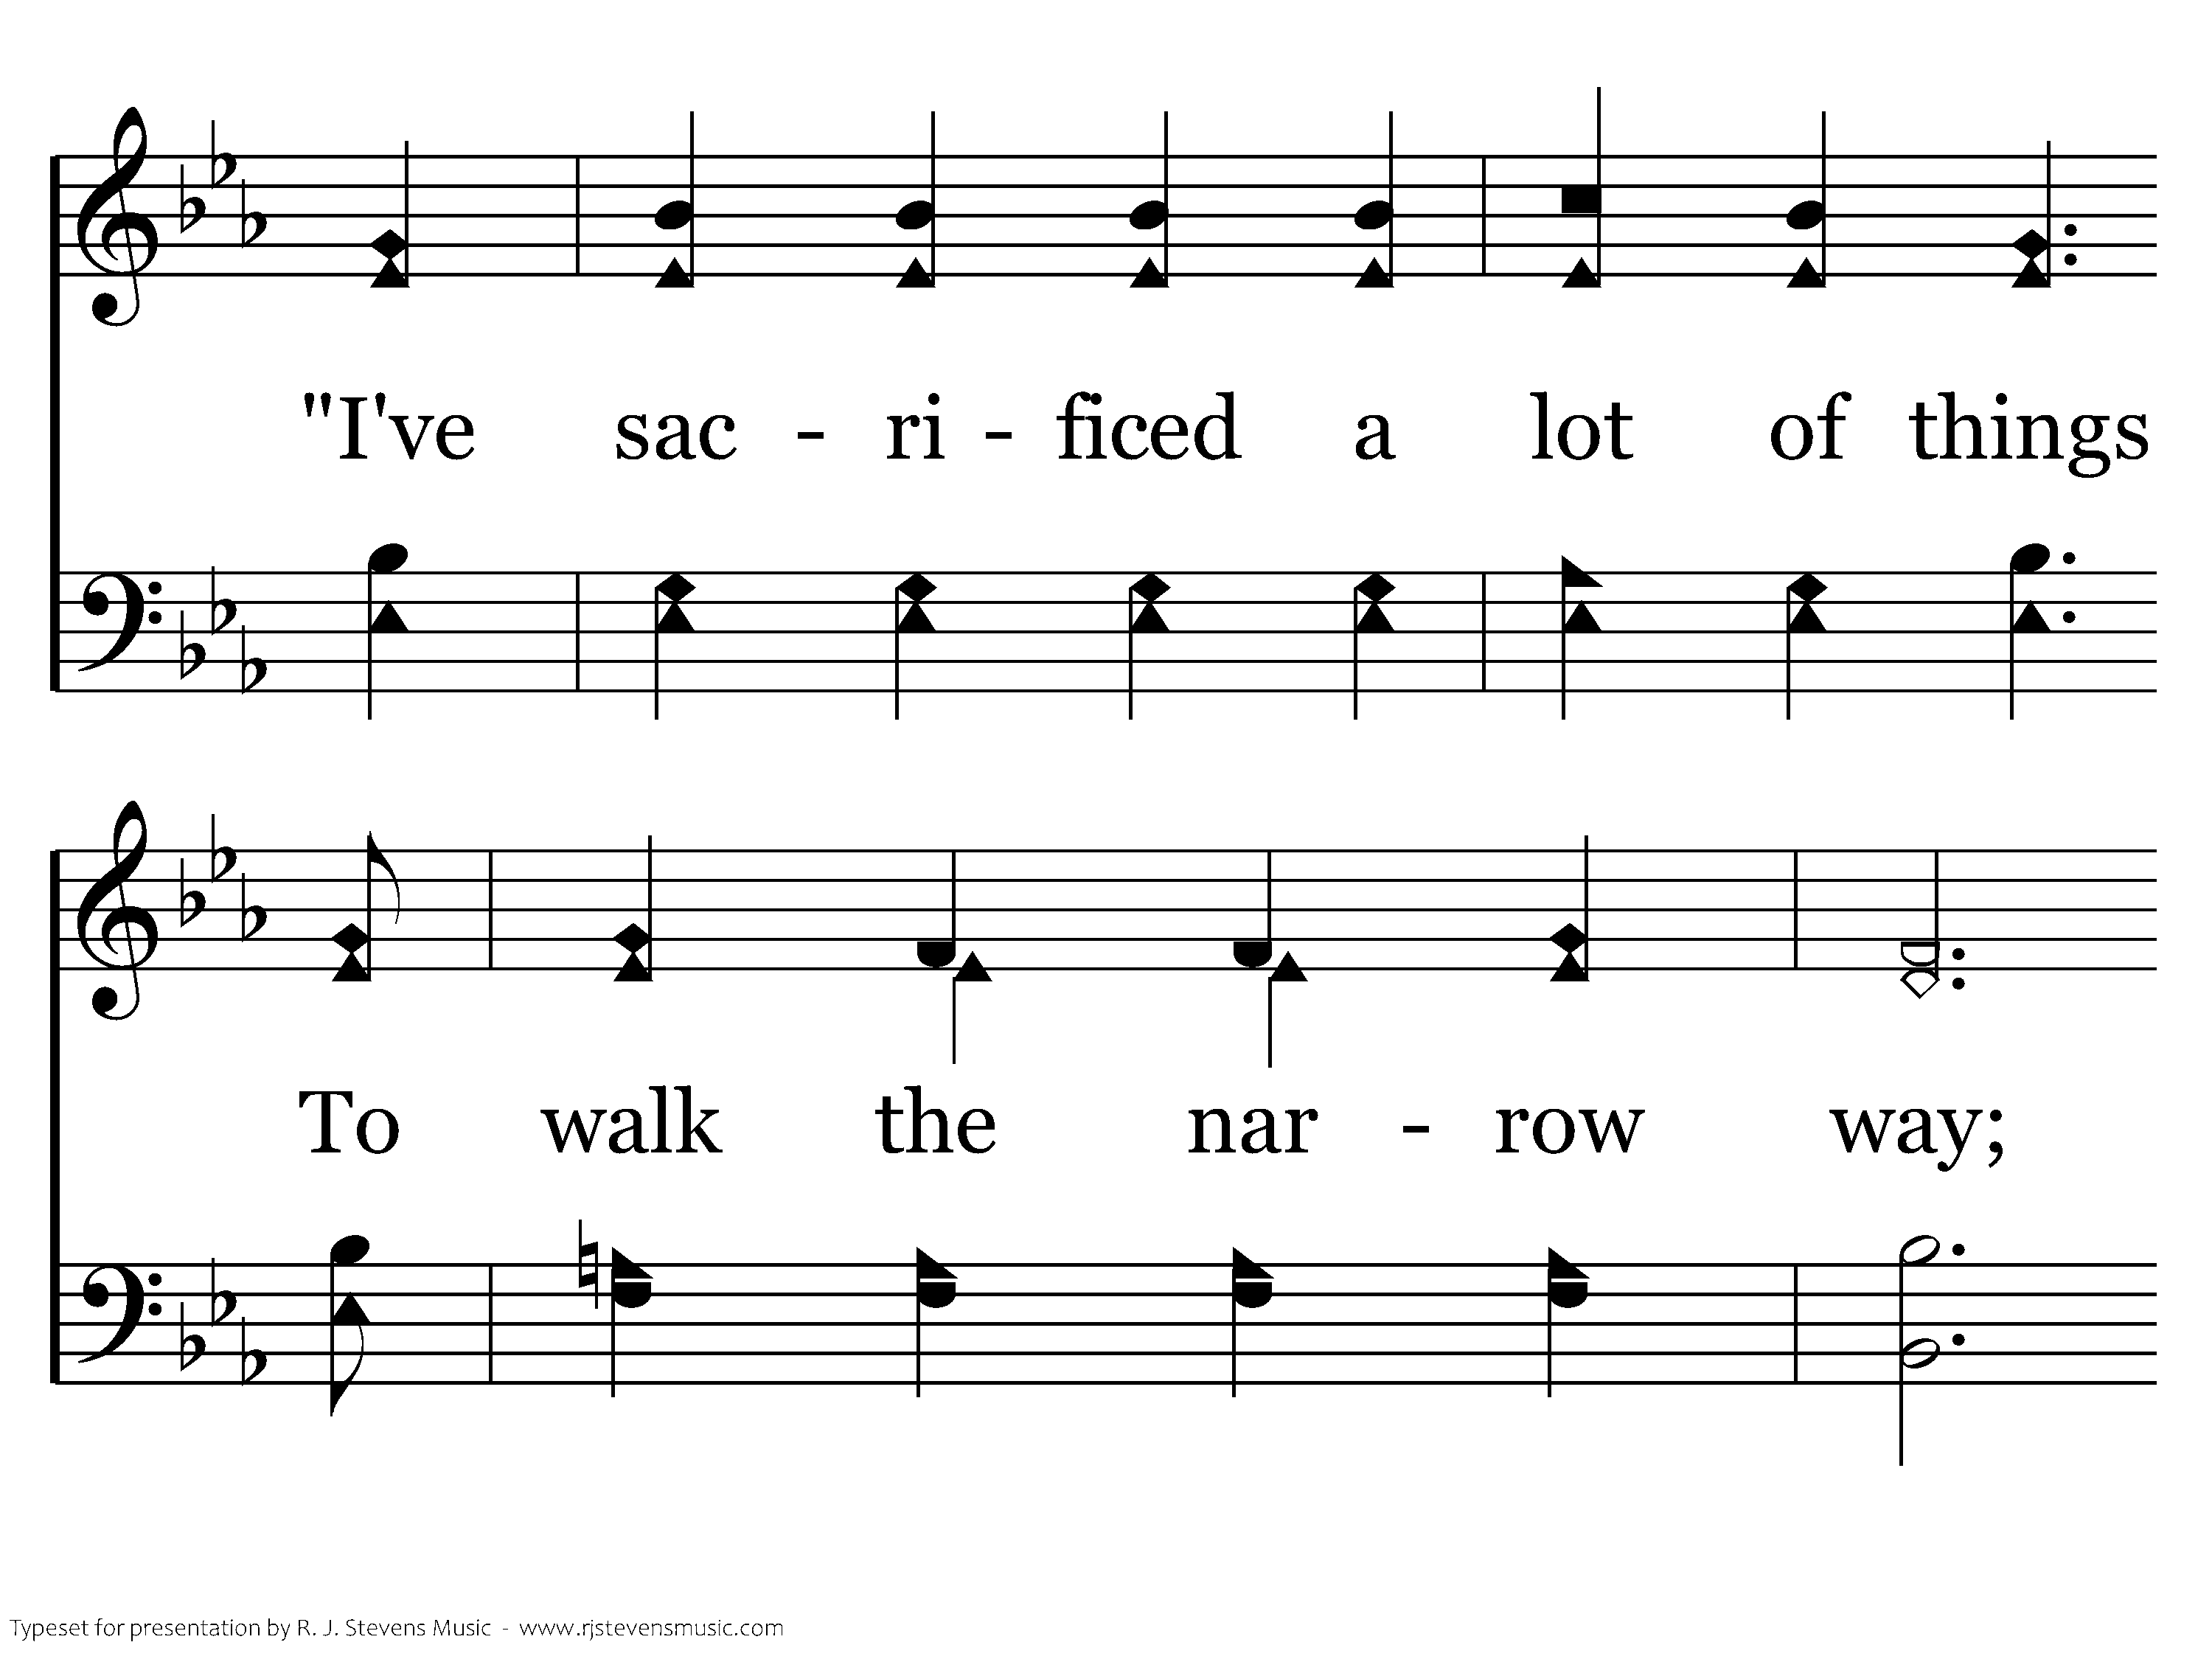 "I've sac - ri - ficed a lot of things
To walk the nar - row way;
Typeset for presentation by R. J. Stevens Music - www.rjstevensmusic.com